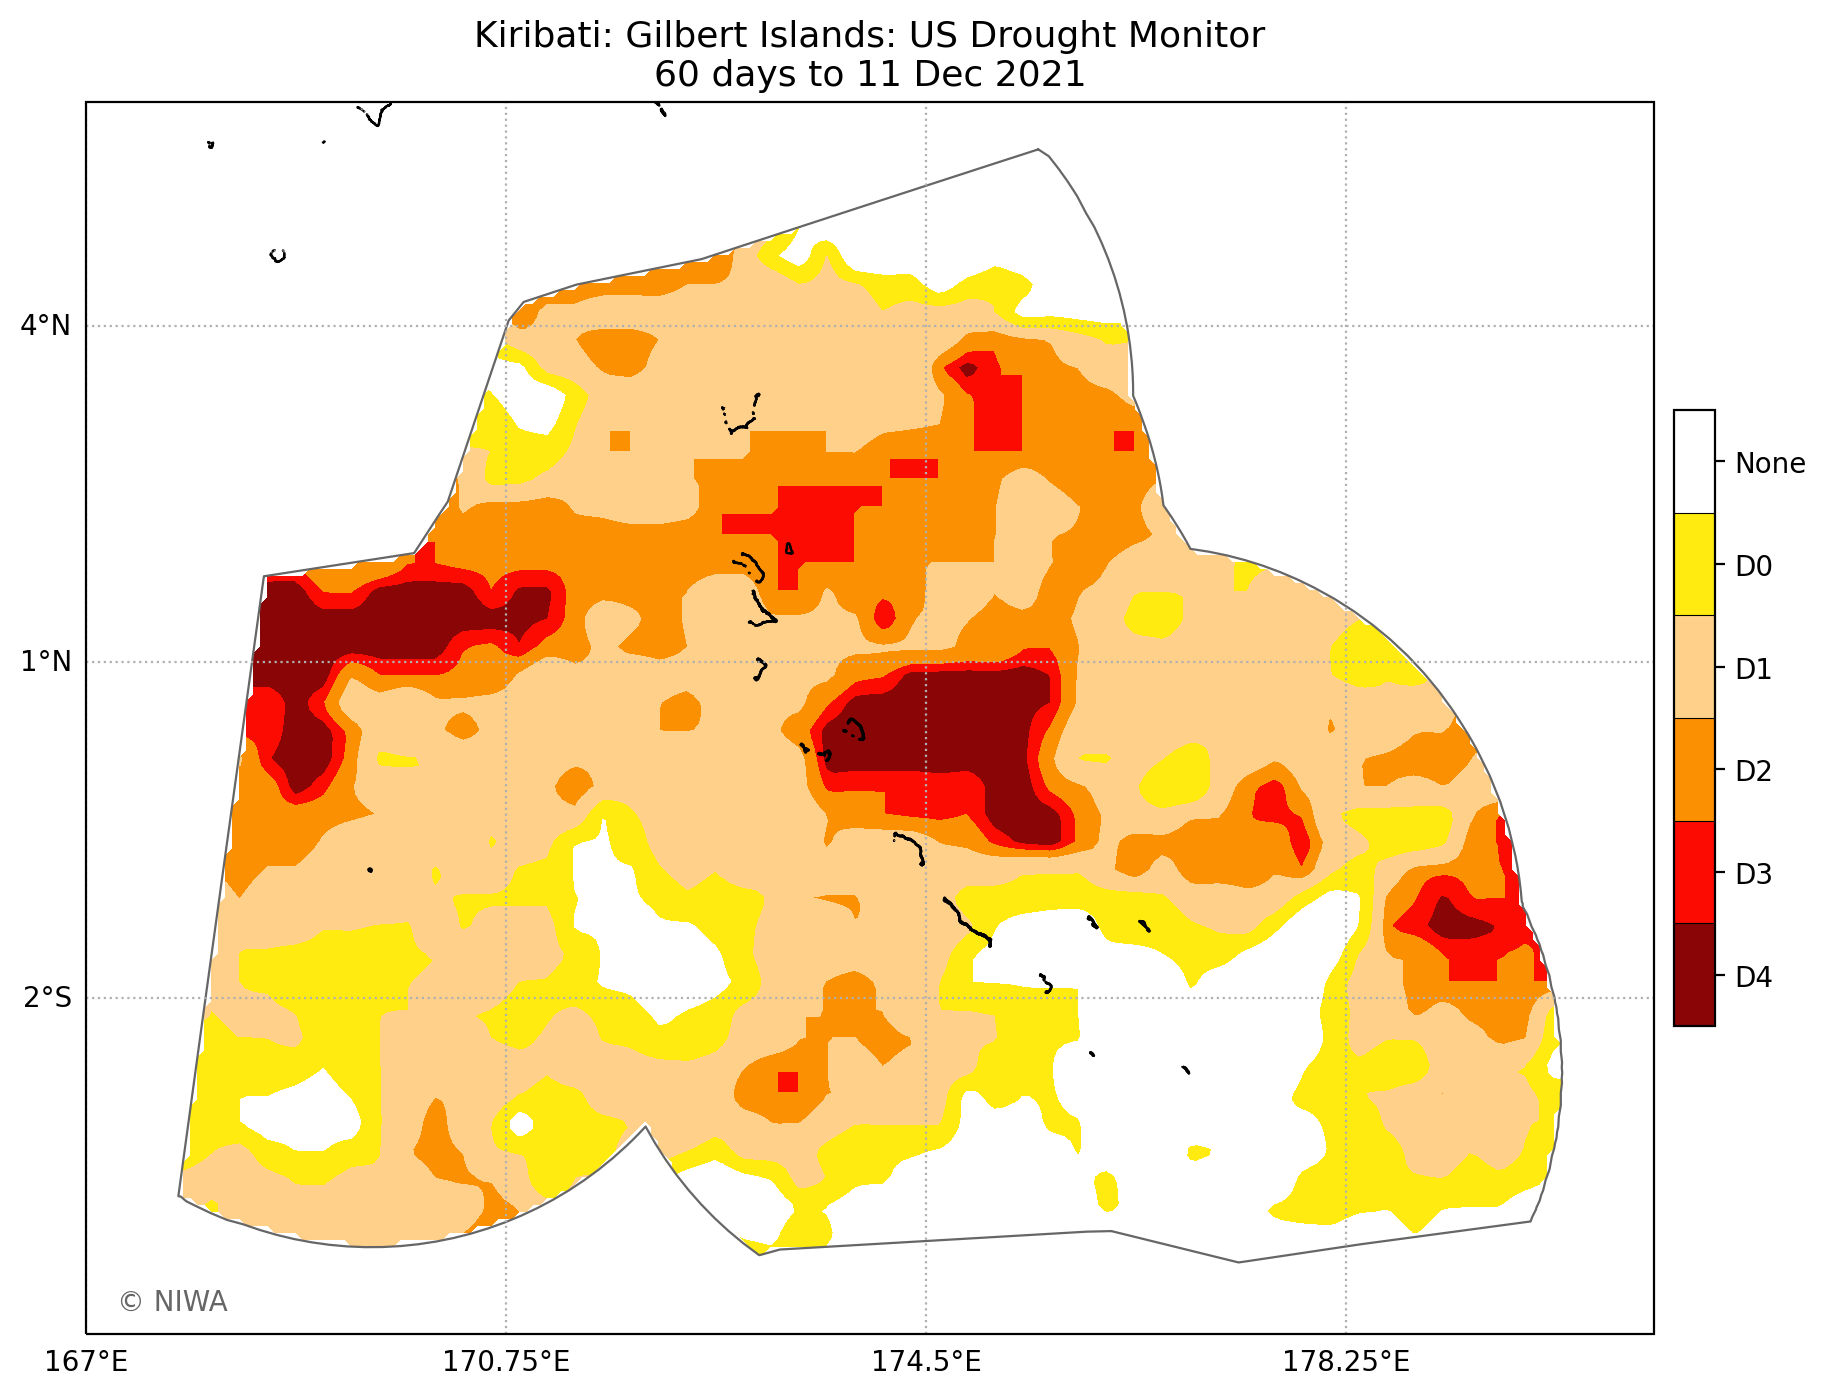 Kiribati: Gilbert Islands: US Drought Monitor
60 days to 11 Dec 2021
4°N
1°N
2°S
167°E
170.75°E
174.5°E
178.25°E
None
D0
D1
D2
D3
D4
© NIWA